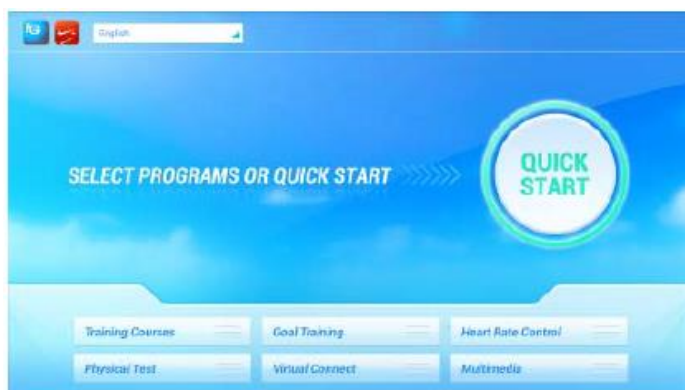 English
SELECT PROGRAMS OR QUICK START
QUICK
START
Training Courses
Goal Training
Heart Rate Control
Physical Test
Virtual Connect
Multimedia